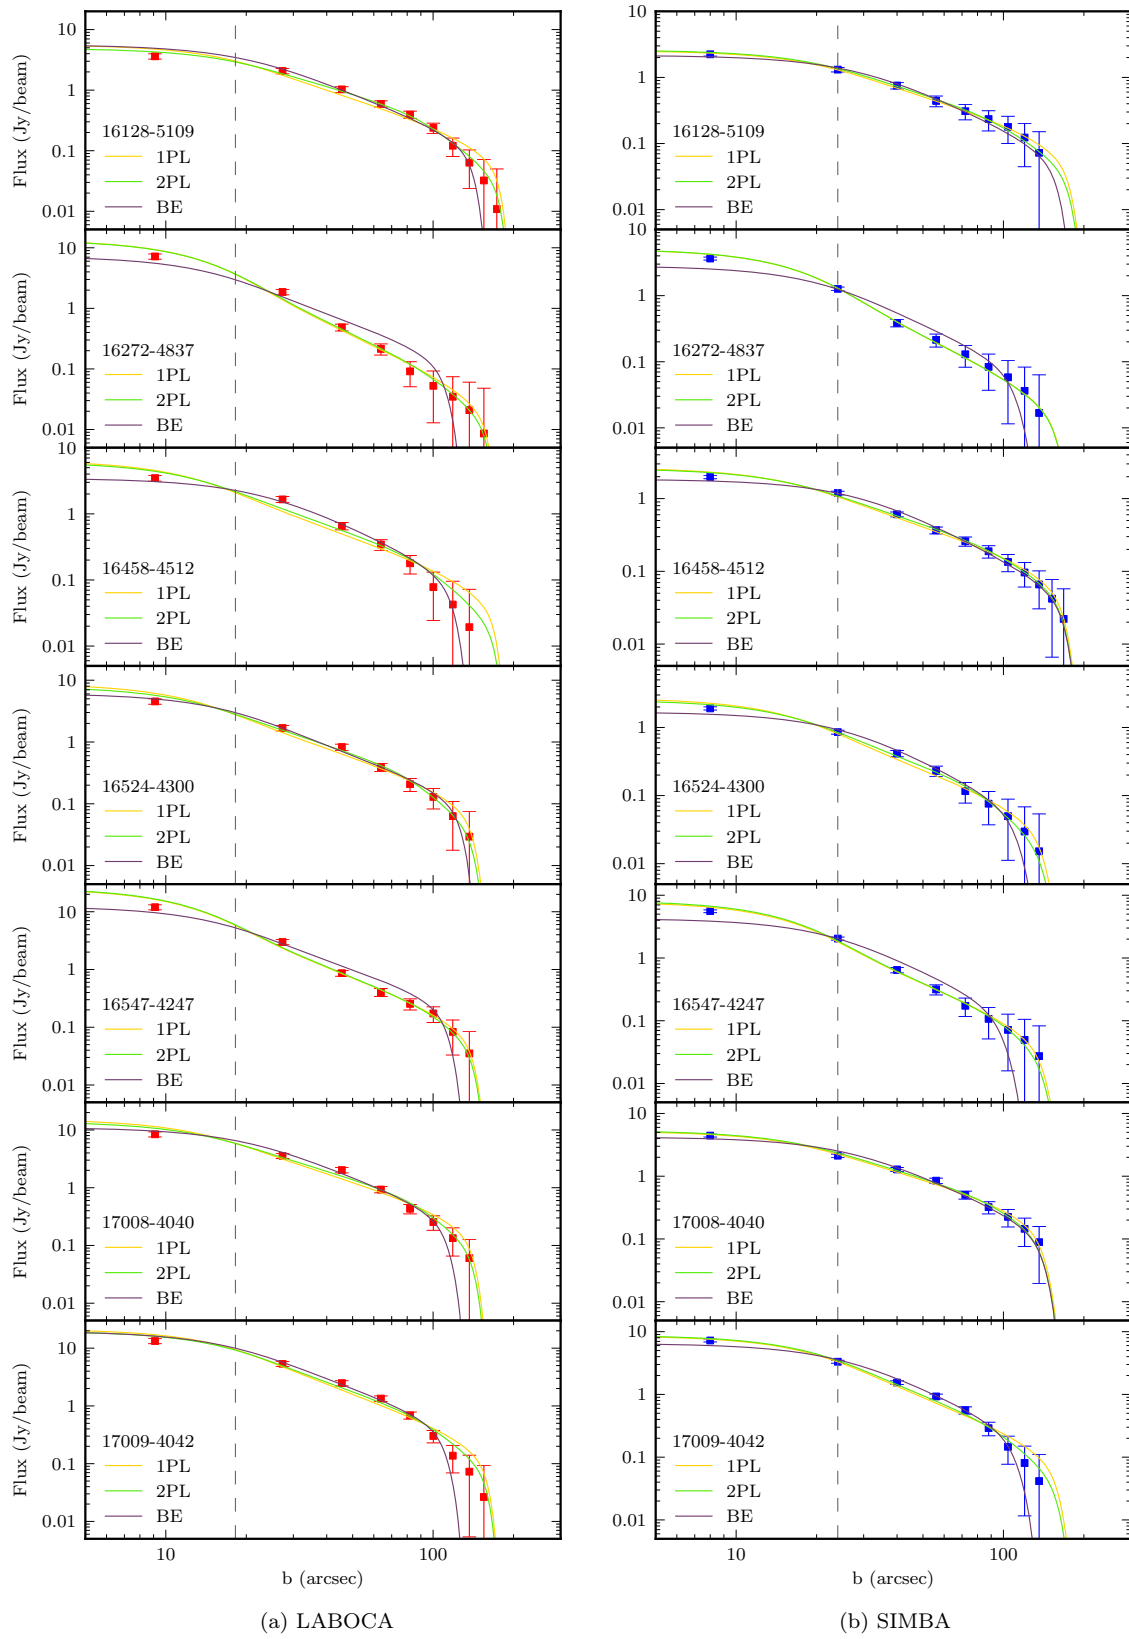 10
1
0.1
0.01
Flux (Jy/beam)
16128-5109
1PL
2PL
BE
10
1
0.1
0.01
Flux (Jy/beam)
16272-4837
1PL
2PL
BE
10
1
0.1
0.01
Flux (Jy/beam)
16458-4512
1PL
2PL
BE
10
1
0.1
0.01
Flux (Jy/beam)
16524-4300
1PL
2PL
BE
10
1
0.1
0.01
Flux (Jy/beam)
16547-4247
1PL
2PL
BE
10
1
0.1
0.01
Flux (Jy/beam)
17008-4040
1PL
2PL
BE
10
1
0.1
0.01
Flux (Jy/beam)
17009-4042
1PL
2PL
BE
10 100
b (arcsec)
(a) LABOCA
10
1
0.1
0.01
16128-5109
1PL
2PL
BE
10
1
0.1
0.01
16272-4837
1PL
2PL
BE
1
0.1
0.01
16458-4512
1PL
2PL
BE
1
0.1
0.01
16524-4300
1PL
2PL
BE
10
1
0.1
0.01
16547-4247
1PL
2PL
BE
10
1
0.1
0.01
17008-4040
1PL
2PL
BE
10
1
0.1
0.01
17009-4042
1PL
2PL
BE
10 100
b (arcsec)
(b) SIMBA